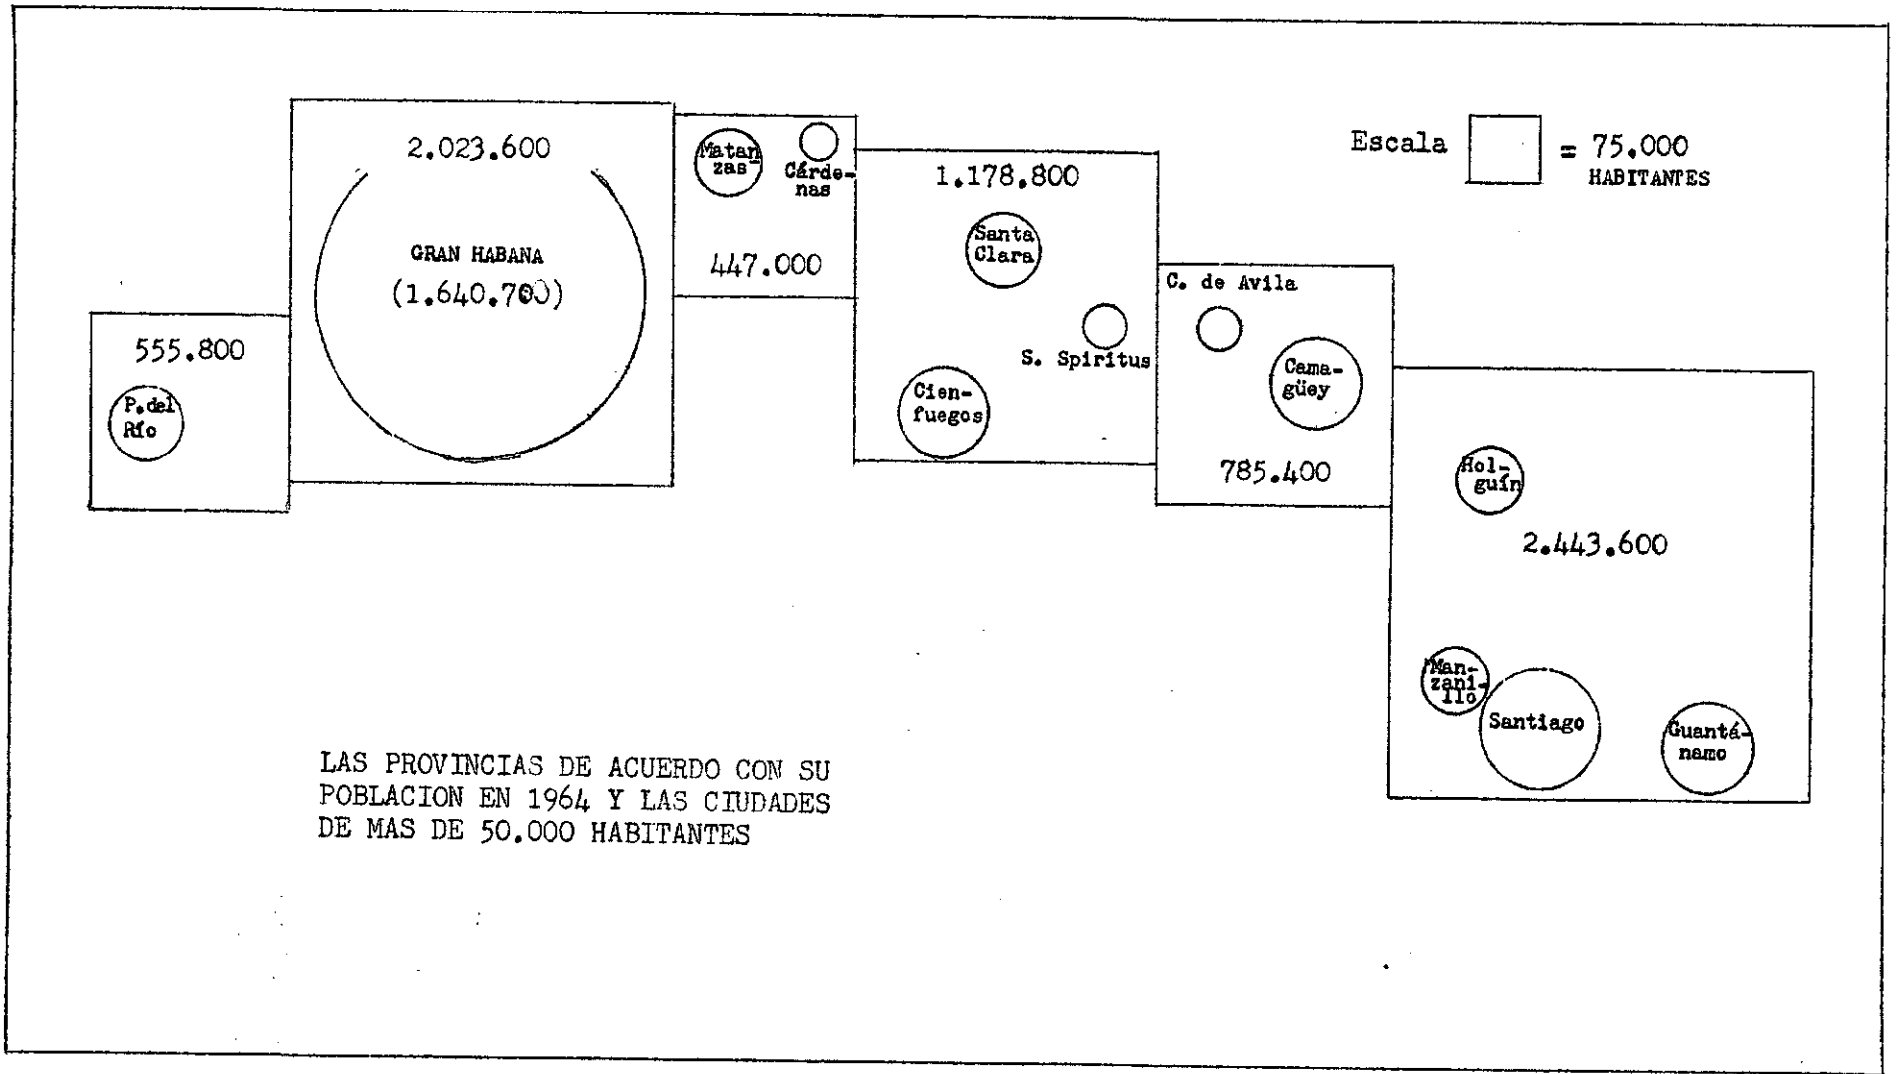 2.023.600
GRAN HABANA
(1.640.700)
555.800
P. del
Río
Matan
zas
Cárde-
nas
447.000
1.178.800
Santa
Clara
S. Spiritus
Cien-
fuegos
C. de Avila
Cama-
güey
785.400
Escala = 75.000
HABITANTES
Hol-
guín
2.443.600
Man-
zani-
llo
Santiago
Guantá-
namo
LAS PROVINCIAS DE ACUERDO CON SU
POBLACION EN 1964 Y LAS CIUDADES
DE MAS DE 50.000 HABITANTES